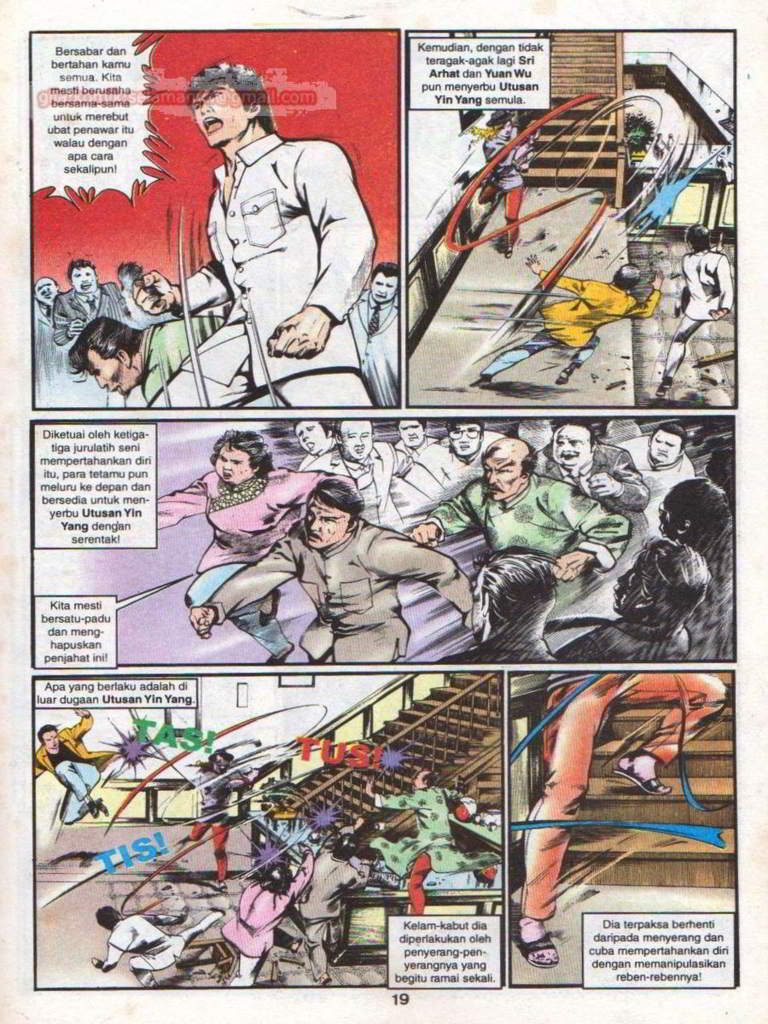 Bersabar dan
bertahan kamu
semua. Kita
mesti berusaha
bersama-sama
untuk merebut
ubat penawar itu
walau dengan
apa cara
sekalipun!
Kemudian, dengan tidak
teragak-agak lagi Sri
Arhat dan Yuan Wu
pun menyerbu Utusan
Yin Yang semula.
Diketuai oleh ketiga-
tiga jurulatih seni
mempertahankan diri
itu, para tetamu pun
meluru ke depan dan
bersedia untuk men-
yerbu Utusan Yin
Yang dengan
serentak!
Kita mesti
bersatu-padu
dan meng-
hapuskan
penjahat ini!
Apa yang berlaku adalah di
luar dugaan Utusan Yin Yang.
TAS!
TUS!
TIS!
Kelam-kabut dia
diperlakukan oleh
penyerang-pen-
yerangnya yang
begitu ramai sekali.
Dia terpaksa berhenti
daripada menyerang dan
cuba mempertahankan diri
dengan memanipulasikan
reben-rebennya!
19